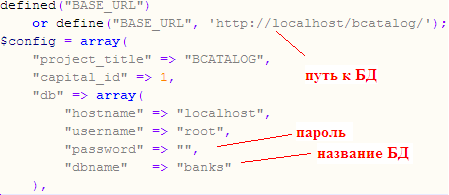 defined("BASE_URL")
or define("BASE_URL", 'http://localhost/bcatalog/');
$config = array(
"project_title" => "BCATALOG",
"capital_id" => 1,
путь к БД
"db" => array(
"hostname" => "localhost",
"username" => "root",
"password" => "",
пароль
"dbname" => "banks"
название БД
),